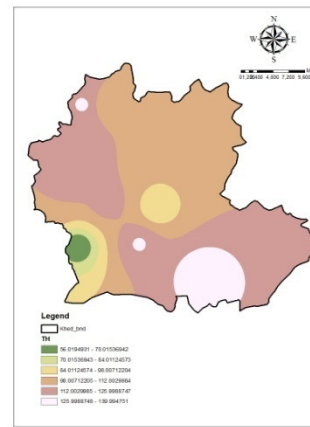 N
W E
S
Legend
Khed_bnd
TH
56.0194931 - 70.01536942
70.01536943 - 84.01124573
84.01124574 - 98.00712204
98.00712205 - 112.0029984
112.0029985 - 125.9988747
125.9988748 - 139.994751